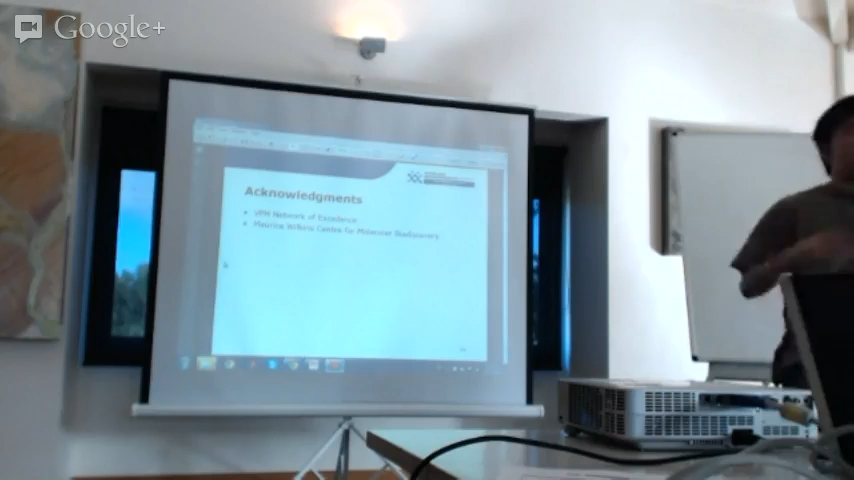 Google+
Acknowledgments
• VPH Network of Excellence
• Maurice Wilkins Centre for Molecular Biodiscovery